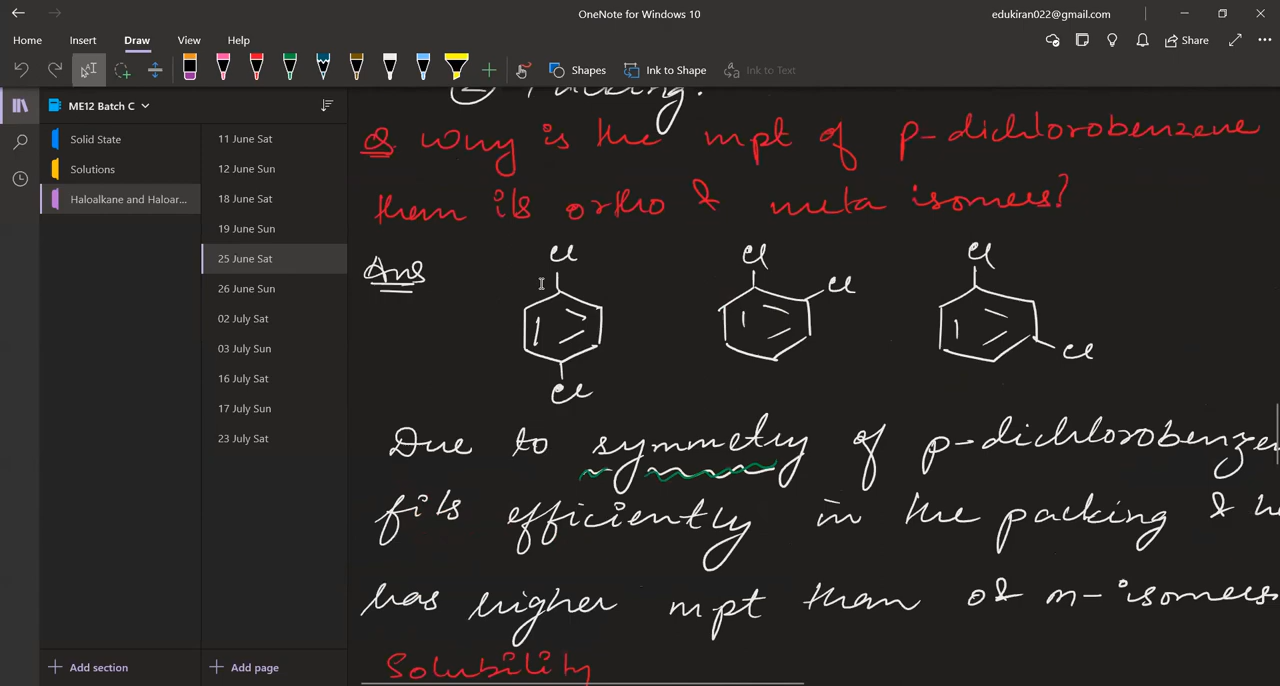 OneNote for Windows 10
edukiran022@gmail.com
Home Insert Draw View Help
Share
Shapes
Ink to Shape
Ink to Text
ME12 Batch C
Solid State
Solutions
Haloalkane and Haloar...
11 June Sat
12 June Sun
18 June Sat
19 June Sun
25 June Sat
26 June Sun
02 July Sat
03 July Sun
16 July Sat
17 July Sun
23 July Sat
Add section
Add page
② Packing:
Q. Why is the mpt of p-dichlorobenzene
them its ortho & meta isomers?
Ans
Cl Cl Cl
Cl
Cl
Cl
Due to symmetry of p-dichlorobenzen
fits efficiently in the packing & h
has higher mpt than o & m-isomers
Solubility